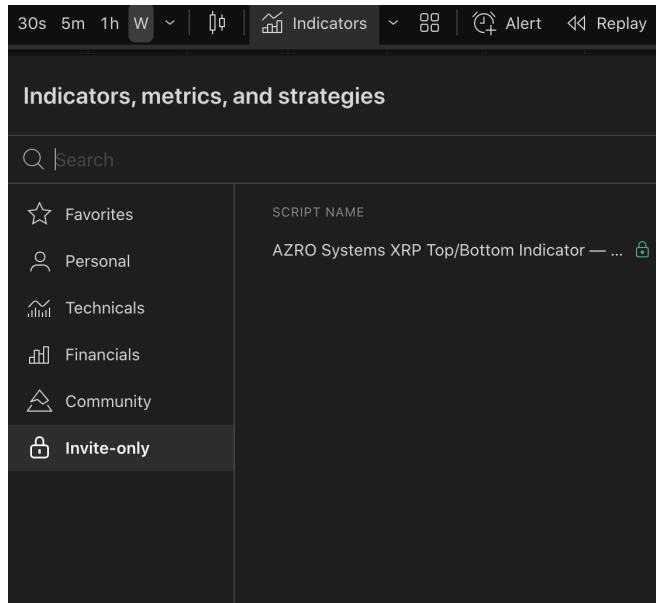 30s 5m 1h W Indicators Alert Replay
Indicators, metrics, and strategies
Search
Favorites
Personal
Technicals
Financials
Community
Invite-only
SCRIPT NAME
AZRO Systems XRP Top/Bottom Indicator — ...